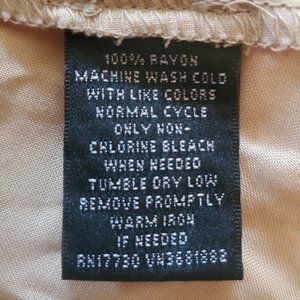 100% RAYON
MACHINE WASH COLD
WITH LIKE COLORS
NORMAL CYCLE
ONLY NON-
CHLORINE BLEACH
WHEN NEEDED
TUMBLE DRY LOW
REMOVE PROMPTLY
WARM IRON
IF NEEDED
RN17730 VN3681888